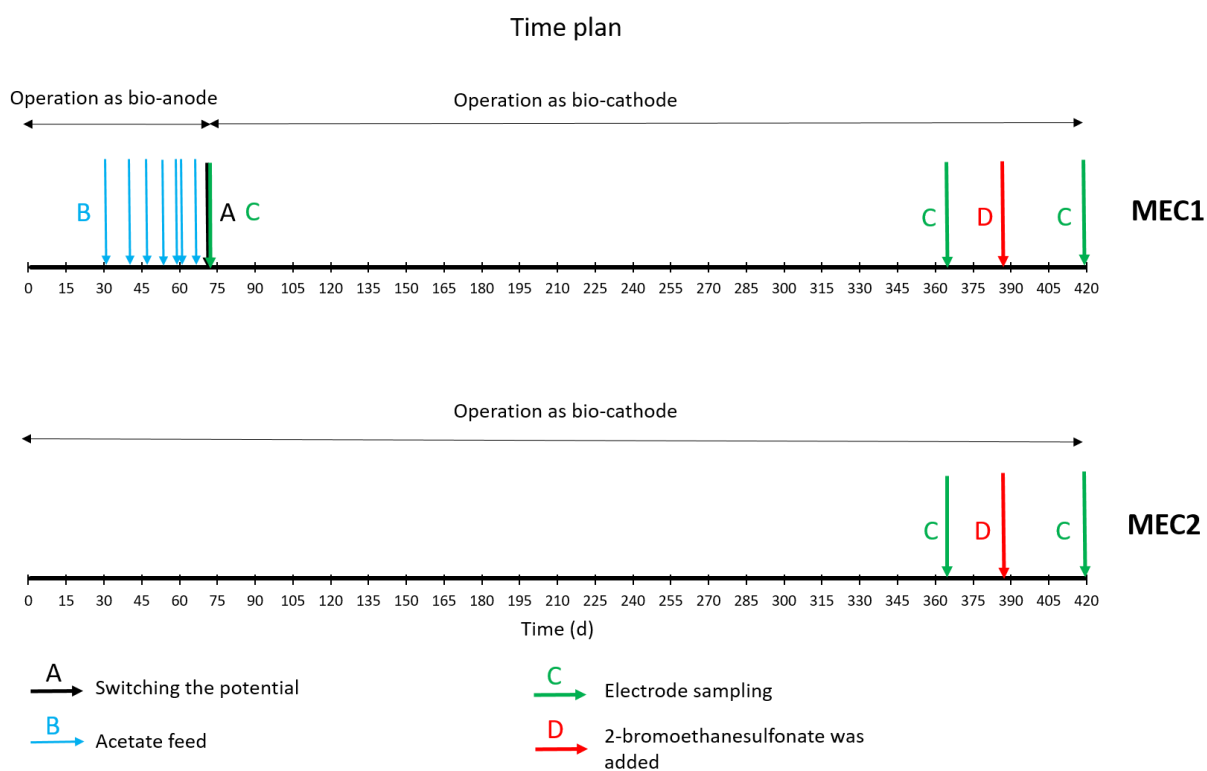 Time plan
Operation as bio-anode
Operation as bio-cathode
B
A
C
C
D
C
MEC1
0 15 30 45 60 75 90 105 120 135 150 165 180 195 210 225 240 255 270 285 300 315 330 345 360 375 390 405 420
Operation as bio-cathode
C
D
C
MEC2
0 15 30 45 60 75 90 105 120 135 150 165 180 195 210 225 240 255 270 285 300 315 330 345 360 375 390 405 420
Time (d)
A
Switching the potential
B
Acetate feed
C
Electrode sampling
D
2-bromoethanesulfonate was
added